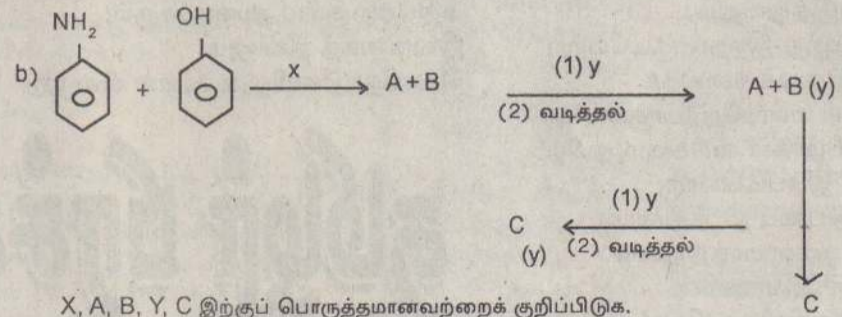 NH₂ OH
b) + x A + B (1) y A + B (y)
(2) வடித்தல்
(1) y
C (2) வடித்தல்
(y)
C
X, A, B, Y, C இற்குப் பொருத்தமானவற்றைக் குறிப்பிடுக.